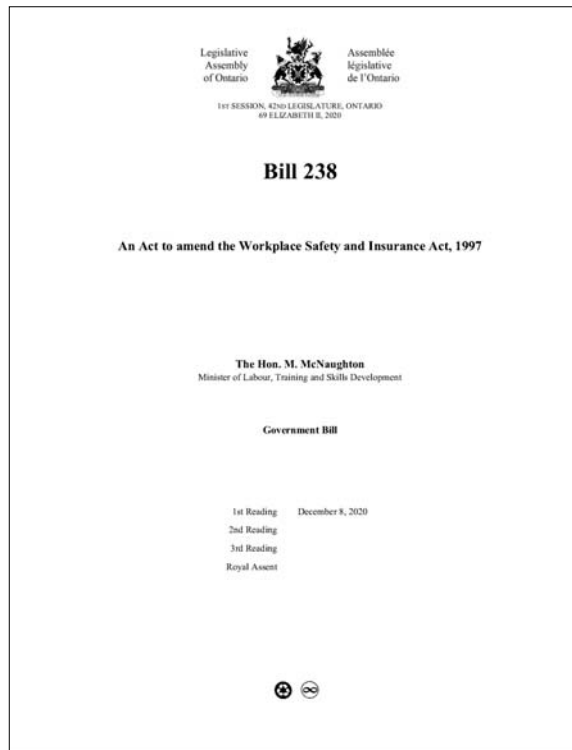 Legislative
Assembly
of Ontario
Assemblée
législative
de l'Ontario
1ST SESSION, 42ND LEGISLATURE, ONTARIO
69 ELIZABETH II, 2020
Bill 238
An Act to amend the Workplace Safety and Insurance Act, 1997
The Hon. M. McNaughton
Minister of Labour, Training and Skills Development
Government Bill
1st Reading December 8, 2020
2nd Reading
3rd Reading
Royal Assent